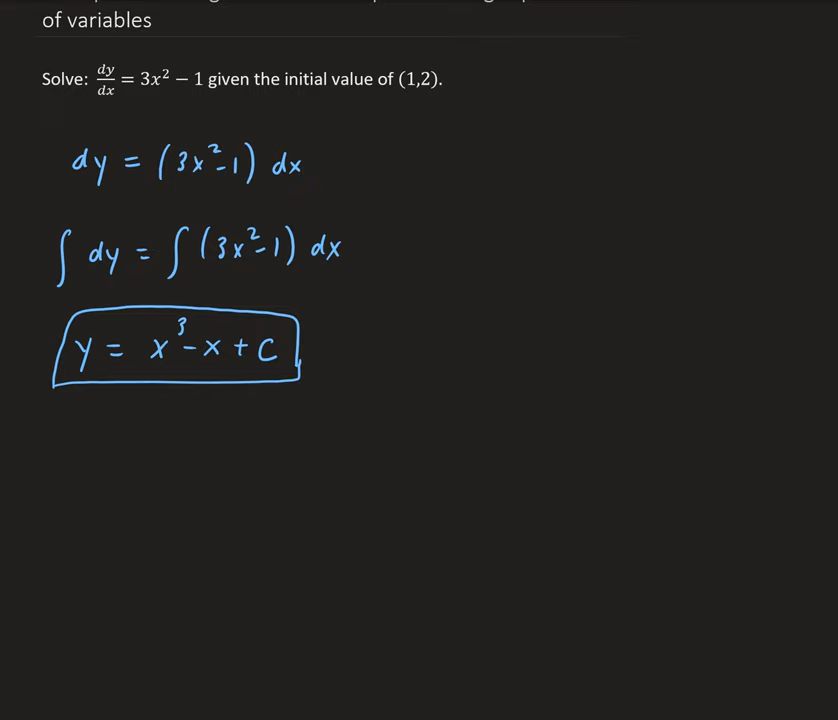 of variables
Solve: dy/dx = 3x² − 1 given the initial value of (1,2).
dy = (3x²-1) dx
∫ dy = ∫ (3x²-1) dx
y = x³ - x + C